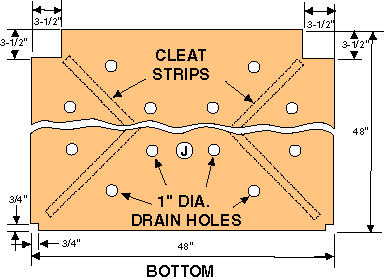 3-1/2"
3-1/2"
3-1/2"
3-1/2"
CLEAT
STRIPS
48"
J
1" DIA.
DRAIN HOLES
3/4"
3/4"
48"
BOTTOM